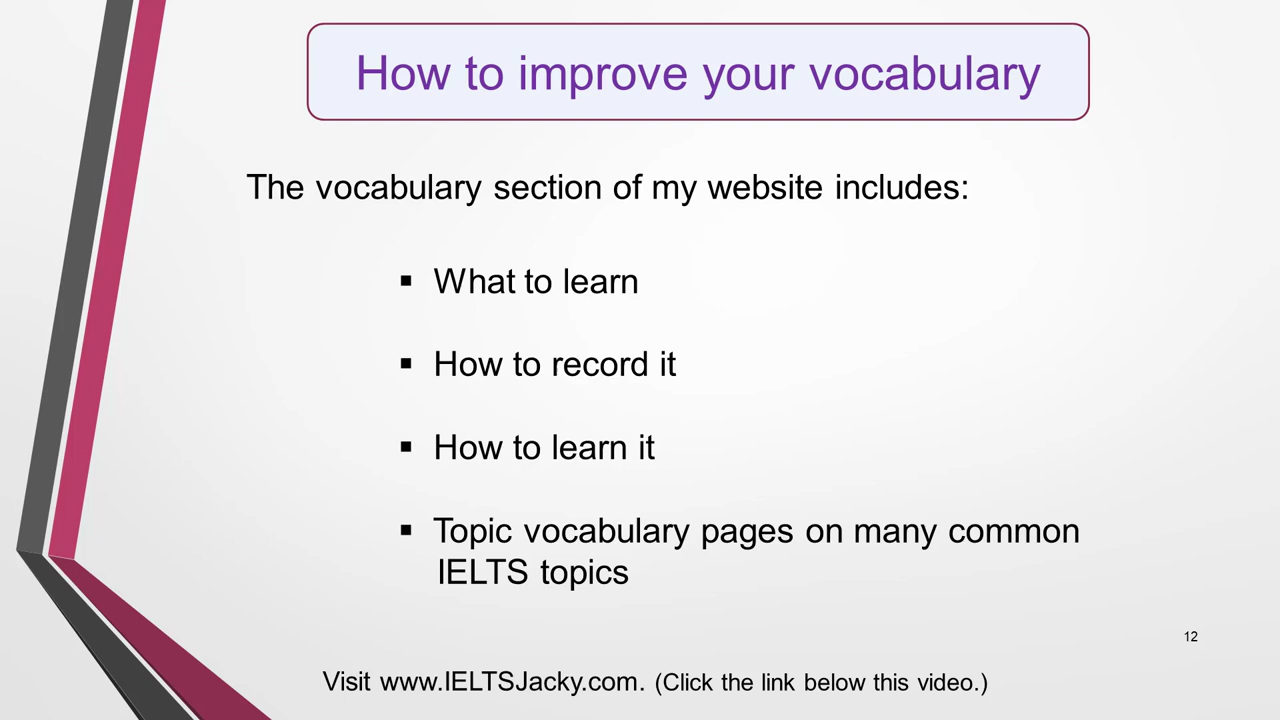 How to improve your vocabulary
The vocabulary section of my website includes:
▪ What to learn
▪ How to record it
▪ How to learn it
▪ Topic vocabulary pages on many common
IELTS topics
12
Visit www.IELTSJacky.com. (Click the link below this video.)